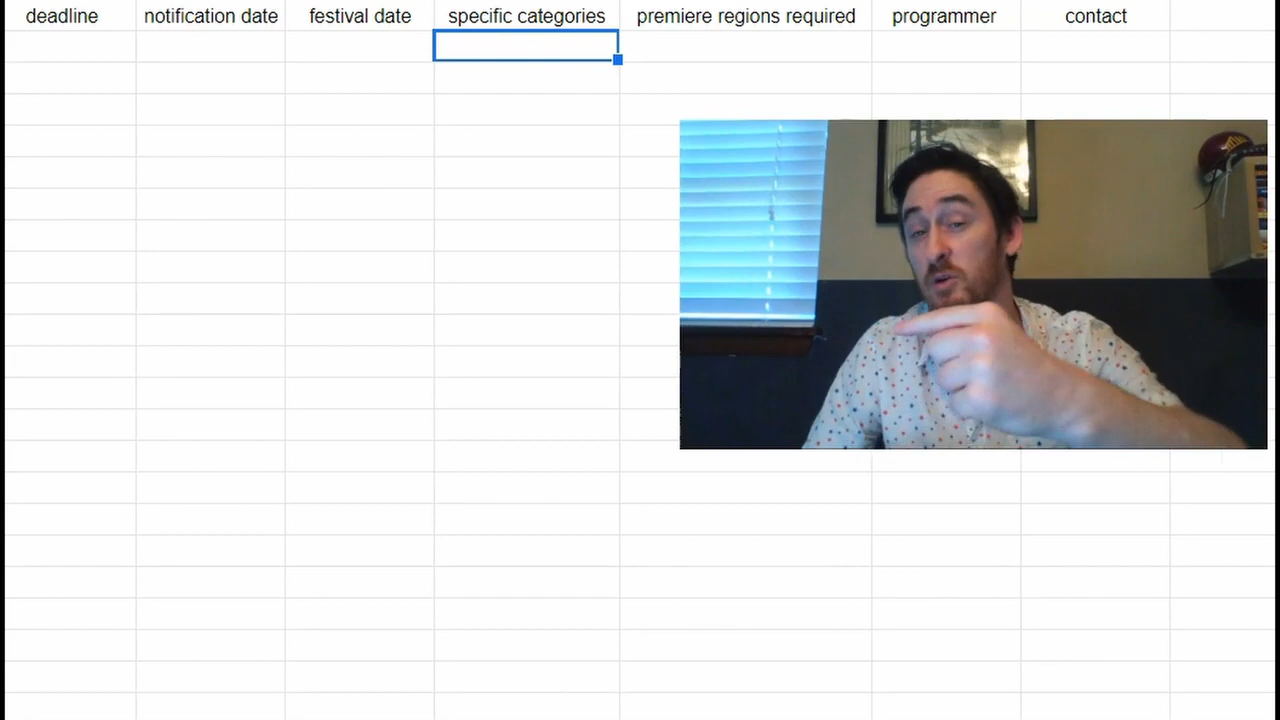 deadline notification date festival date specific categories premiere regions required programmer contact